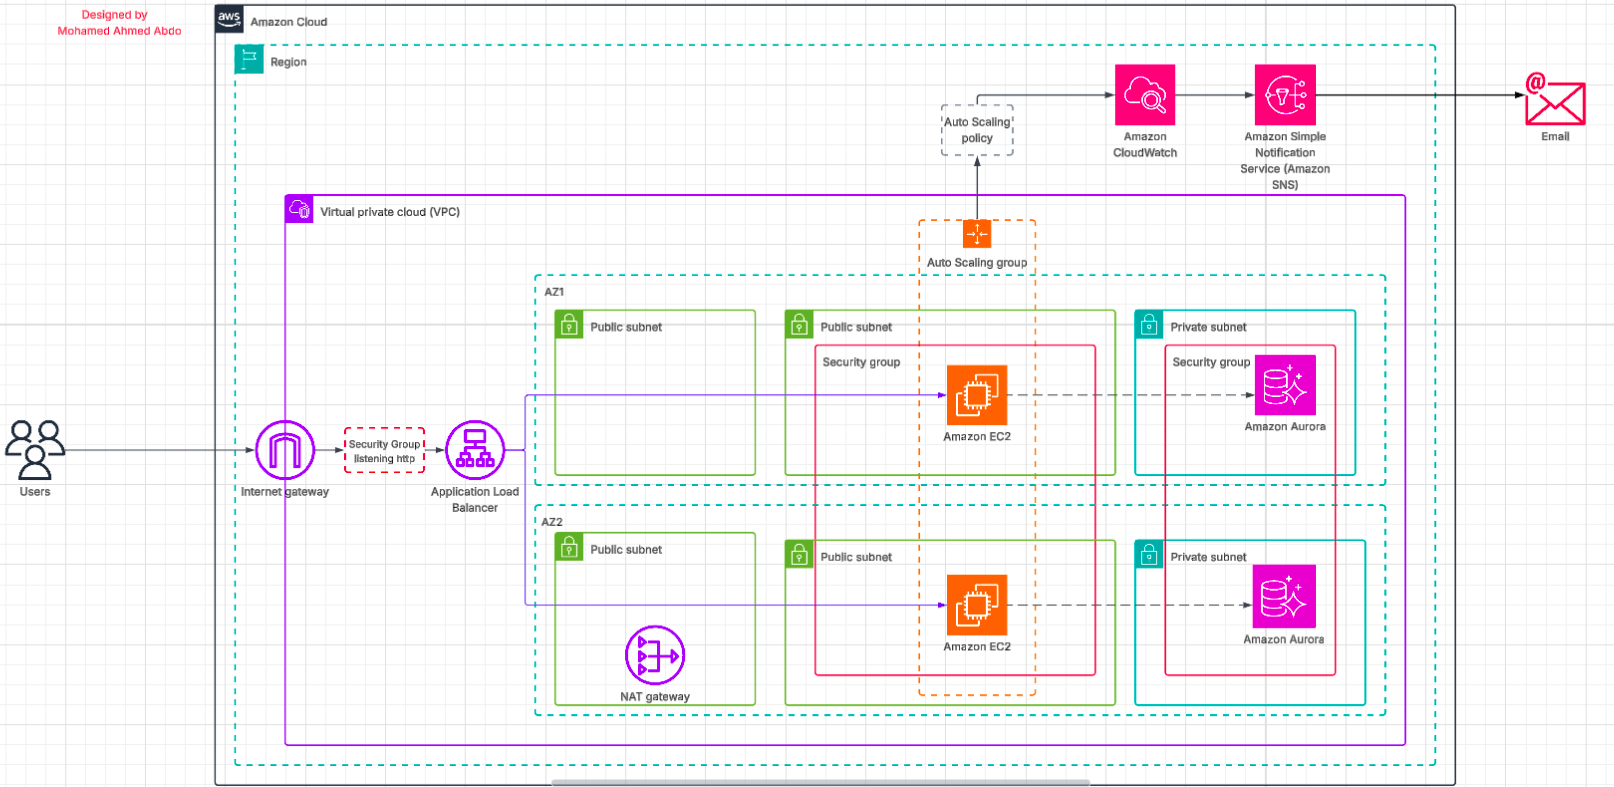 Designed by
Mohamed Ahmed Abdo
aws
Amazon Cloud
Region
Auto Scaling
policy
Amazon
CloudWatch
Amazon Simple
Notification
Service (Amazon
SNS)
@
Email
Virtual private cloud (VPC)
Auto Scaling group
AZ1
Public subnet
Public subnet
Private subnet
Security group
Security group
Amazon EC2
Amazon Aurora
Users
Internet gateway
Security Group
listening http
Application Load
Balancer
AZ2
Public subnet
Public subnet
Private subnet
Amazon EC2
Amazon Aurora
NAT gateway